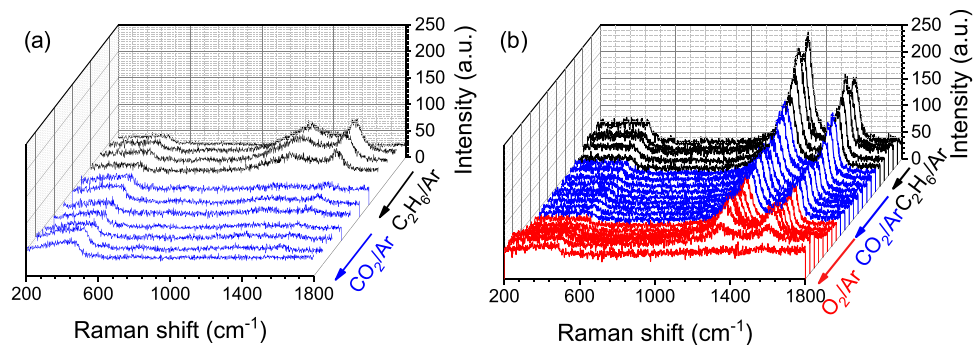 (a)
250
200
150
100
50
0
Intensity (a.u.)
C₂H₆/Ar
CO₂/Ar
200 600 1000 1400 1800
Raman shift (cm⁻¹)
(b)
250
200
150
100
50
0
Intensity (a.u.)
C₂H₆/Ar
CO₂/Ar
O₂/Ar
200 600 1000 1400 1800
Raman shift (cm⁻¹)